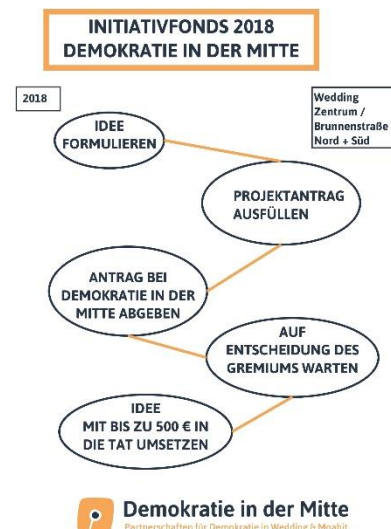 INITIATIVFONDS 2018
DEMOKRATIE IN DER MITTE
2018
Wedding
Zentrum /
Brunnenstraße
Nord + Süd
IDEE
FORMULIEREN
PROJEKTANTRAG
AUSFÜLLEN
ANTRAG BEI
DEMOKRATIE IN DER
MITTE ABGEBEN
AUF
ENTSCHEIDUNG DES
GREMIUMS WARTEN
IDEE
MIT BIS ZU 500 € IN
DIE TAT UMSETZEN
Demokratie in der Mitte
Partnerschaften für Demokratie in Wedding & Moabit